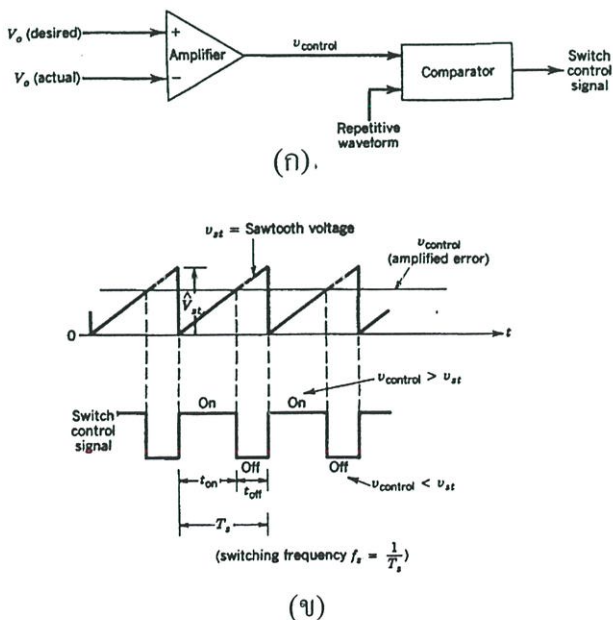 V_o (desired)
+
Amplifier
V_o (actual)
−
v_control
Comparator
Switch
control
signal
Repetitive
waveform
(ก).
v_st = Sawtooth voltage
v_control
(amplified error)
V̂_st
0
t
v_control > v_st
On
On
Switch
control
signal
Off
Off
t_on
t_off
v_control < v_st
T_s
(switching frequency f_s = 1/T_s)
(ข)